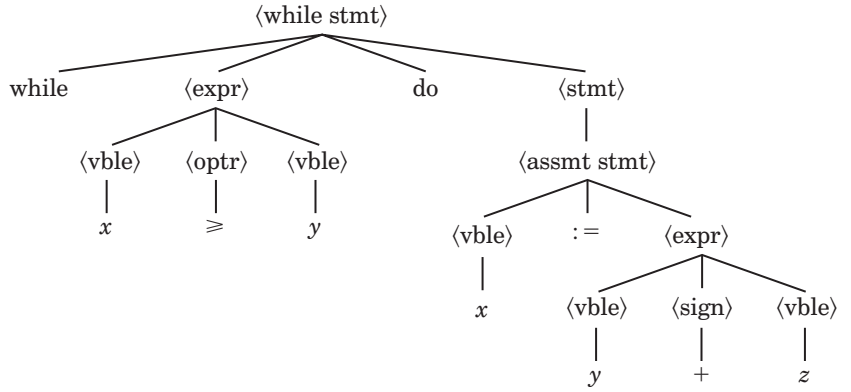 ⟨while stmt⟩
while ⟨expr⟩ do ⟨stmt⟩
⟨vble⟩ ⟨optr⟩ ⟨vble⟩ ⟨assmt stmt⟩
x ⩾ y
⟨vble⟩ := ⟨expr⟩
x ⟨vble⟩ ⟨sign⟩ ⟨vble⟩
y + z